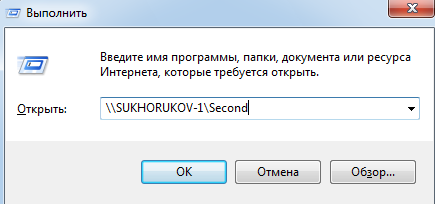 Выполнить
Введите имя программы, папки, документа или ресурса
Интернета, которые требуется открыть.
Открыть: \\SUKHORUKOV-1\Second
OK Отмена Обзор...